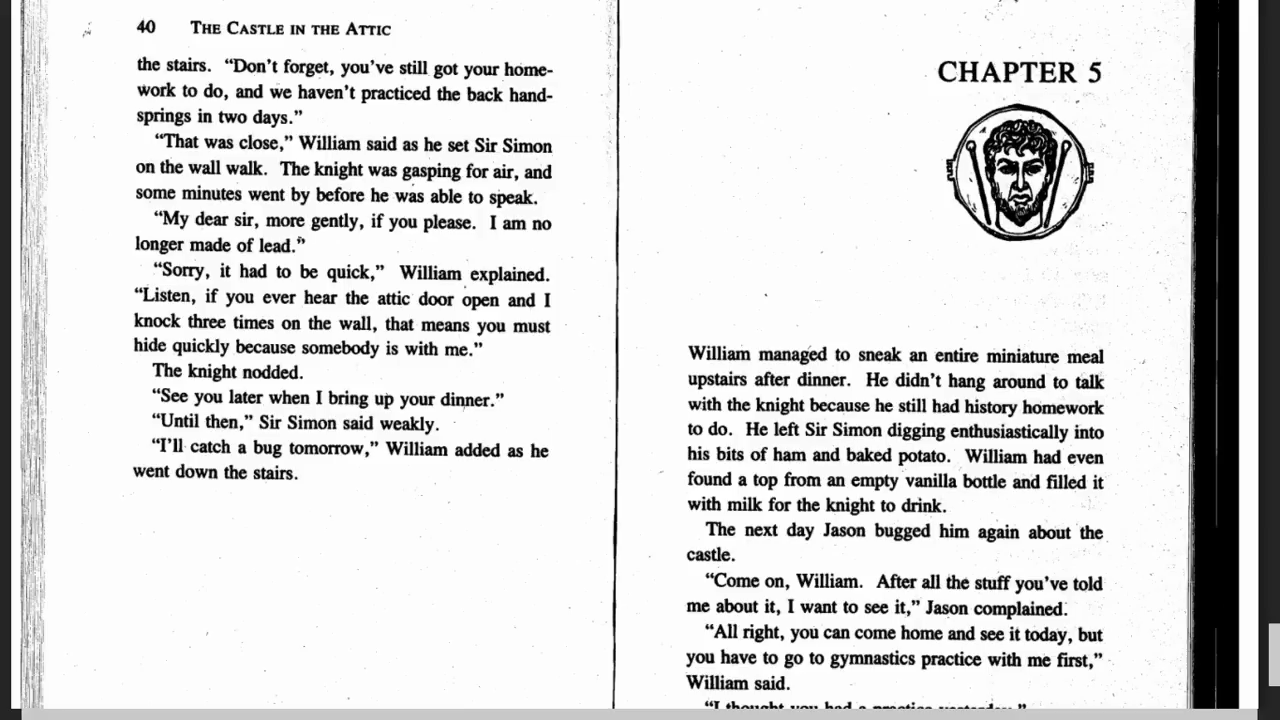 40 THE CASTLE IN THE ATTIC
the stairs. “Don’t forget, you’ve still got your home-
work to do, and we haven’t practiced the back hand-
springs in two days.”
“That was close,” William said as he set Sir Simon
on the wall walk. The knight was gasping for air, and
some minutes went by before he was able to speak.
“My dear sir, more gently, if you please. I am no
longer made of lead.”
“Sorry, it had to be quick,” William explained.
“Listen, if you ever hear the attic door open and I
knock three times on the wall, that means you must
hide quickly because somebody is with me.”
The knight nodded.
“See you later when I bring up your dinner.”
“Until then,” Sir Simon said weakly.
“I’ll catch a bug tomorrow,” William added as he
went down the stairs.
CHAPTER 5
William managed to sneak an entire miniature meal
upstairs after dinner. He didn’t hang around to talk
with the knight because he still had history homework
to do. He left Sir Simon digging enthusiastically into
his bits of ham and baked potato. William had even
found a top from an empty vanilla bottle and filled it
with milk for the knight to drink.
The next day Jason bugged him again about the
castle.
“Come on, William. After all the stuff you’ve told
me about it, I want to see it,” Jason complained.
“All right, you can come home and see it today, but
you have to go to gymnastics practice with me first,”
William said.
“I thought you had a practice yesterday.”